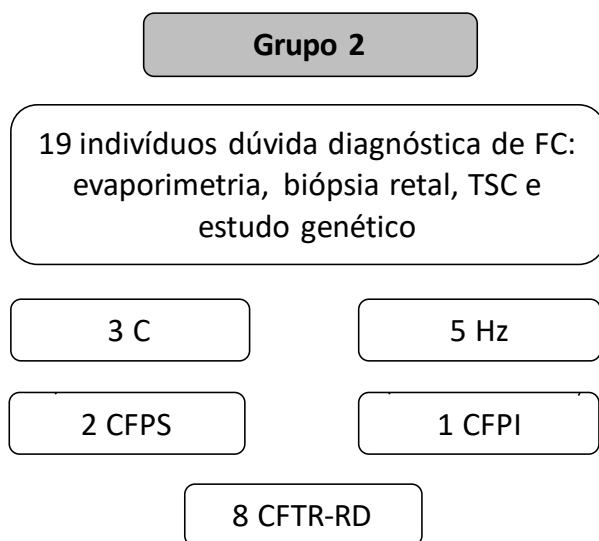 Grupo 2
19 indivíduos dúvida diagnóstica de FC:
evaporimetria, biópsia retal, TSC e
estudo genético
3 C
5 Hz
2 CFPS
1 CFPI
8 CFTR-RD